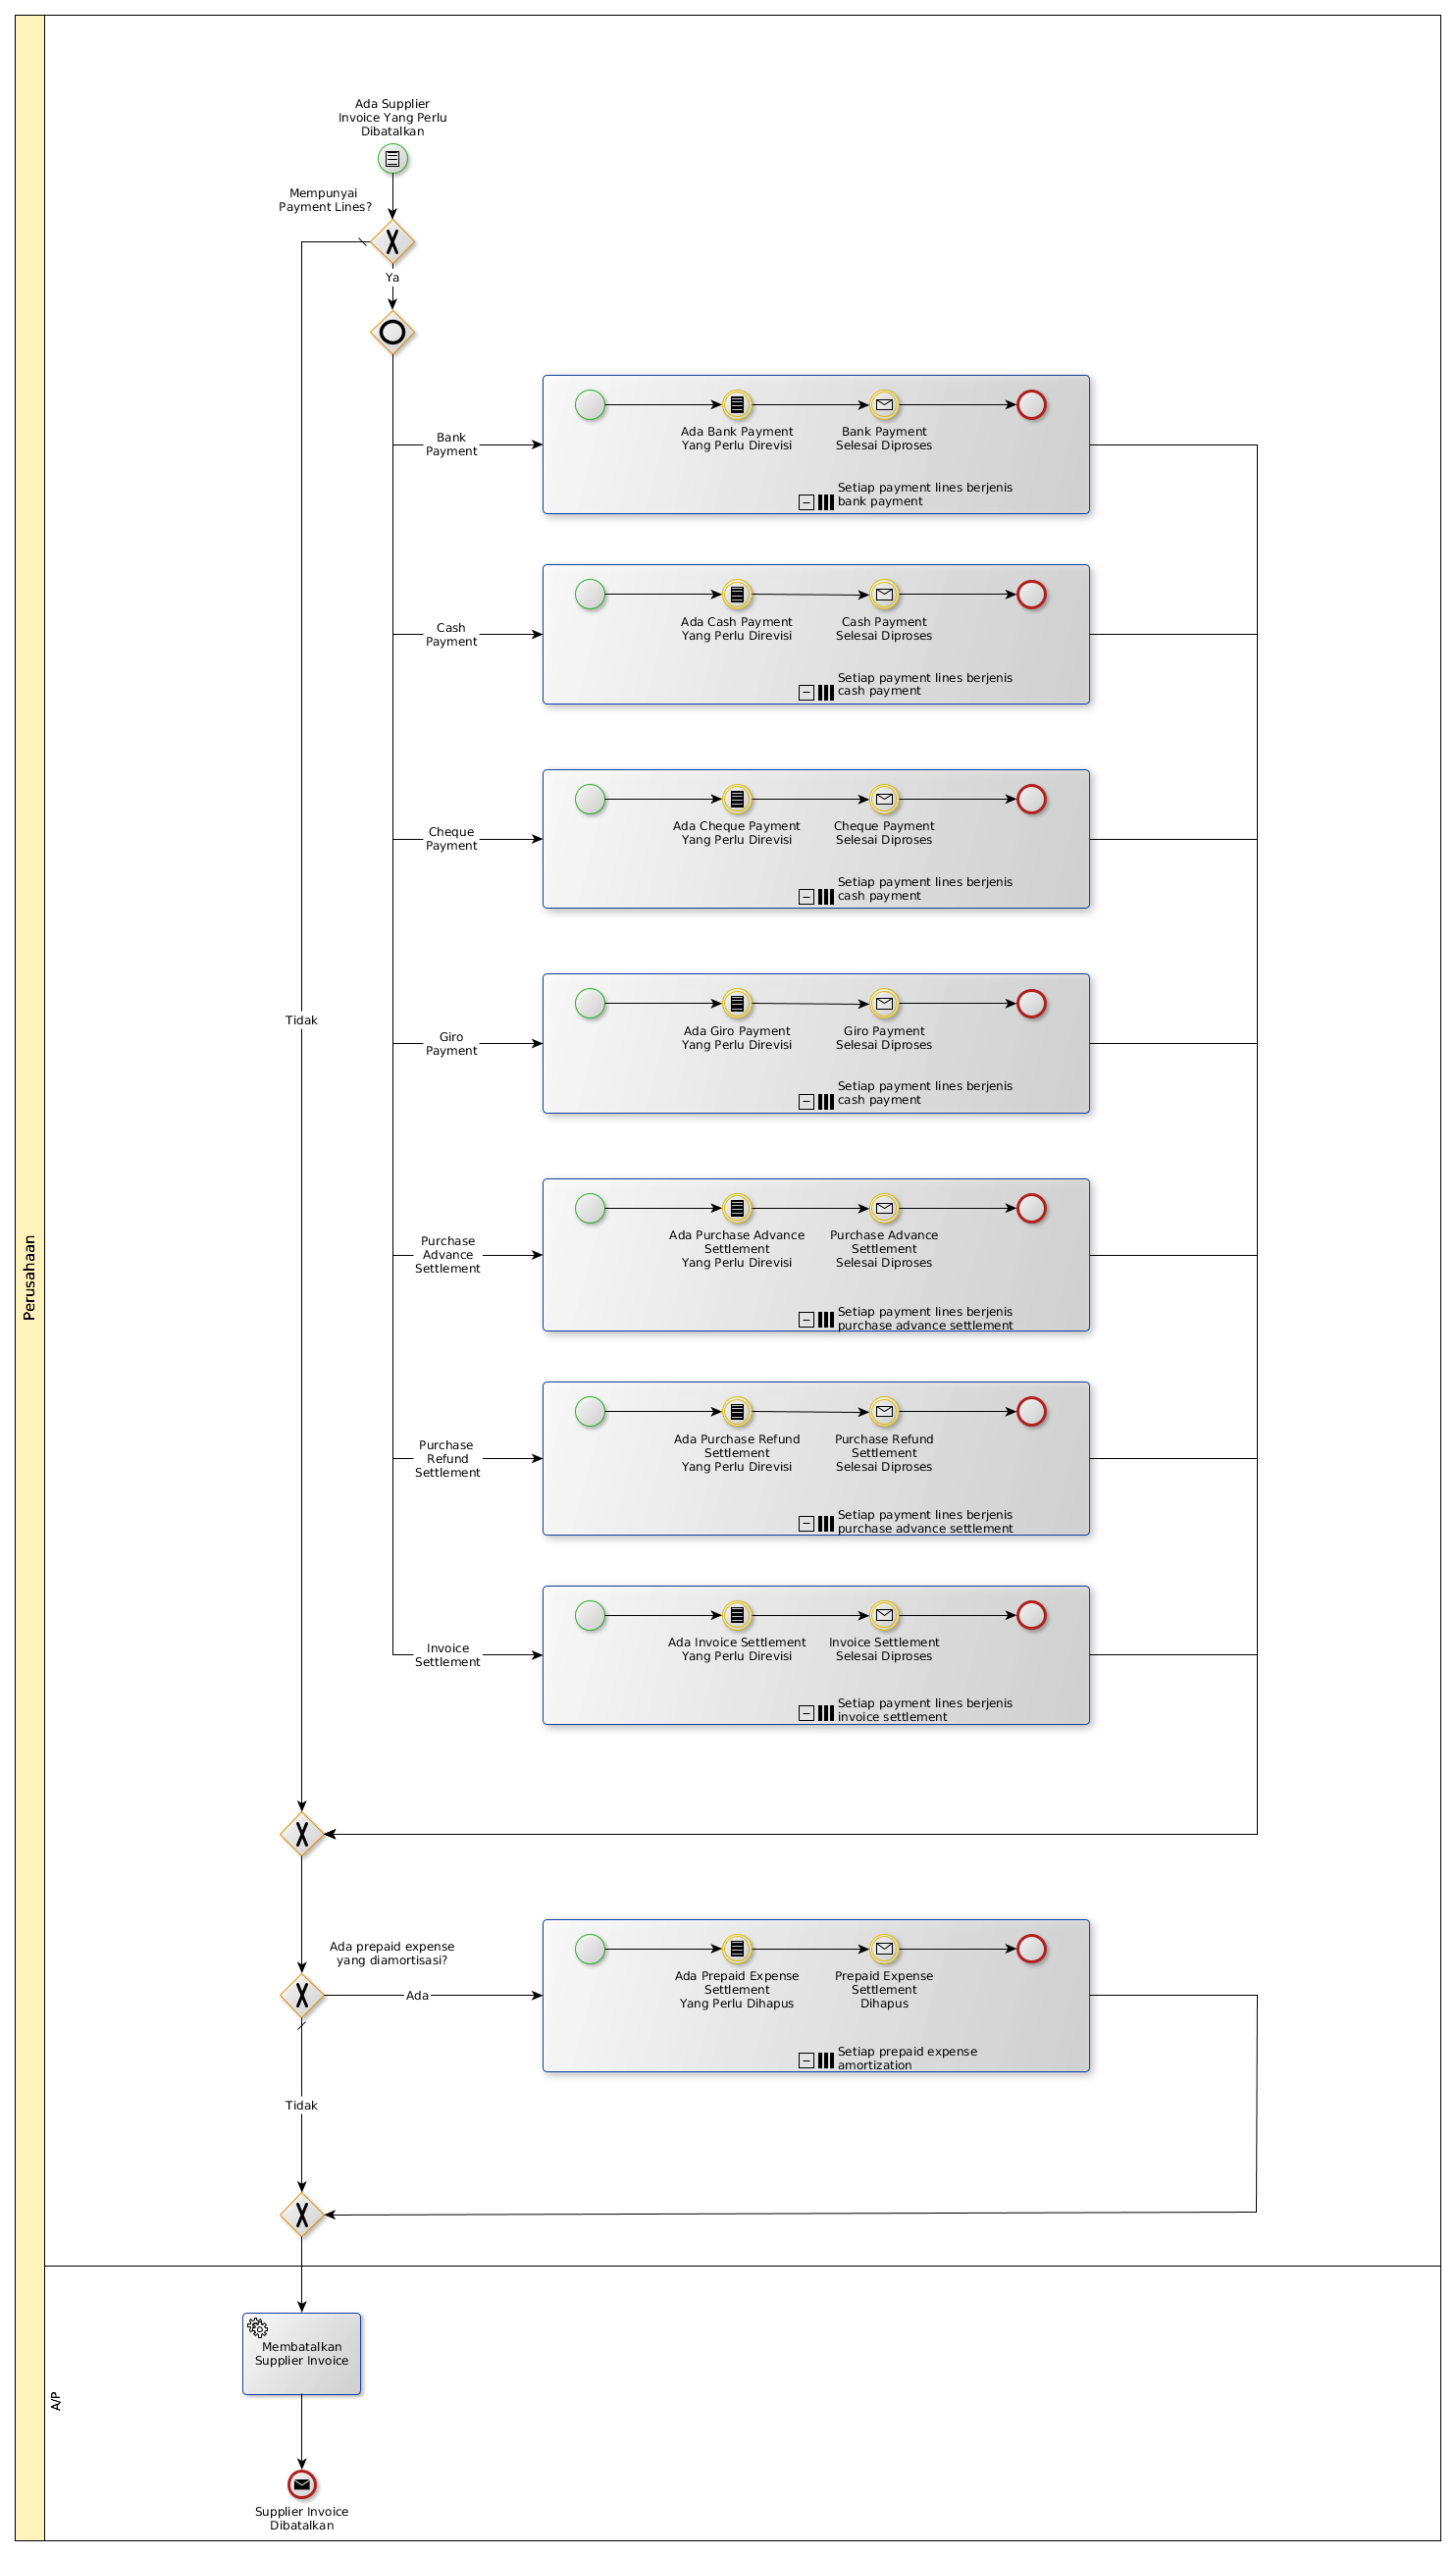 Ada Supplier
Invoice Yang Perlu
Dibatalkan
Mempunyai
Payment Lines?
Ya
Bank
Payment
Ada Bank Payment
Yang Perlu Direvisi
Bank Payment
Selesai Diproses
Setiap payment lines berjenis
bank payment
Cash
Payment
Ada Cash Payment
Yang Perlu Direvisi
Cash Payment
Selesai Diproses
Setiap payment lines berjenis
cash payment
Cheque
Payment
Ada Cheque Payment
Yang Perlu Direvisi
Cheque Payment
Selesai Diproses
Setiap payment lines berjenis
cash payment
Tidak
Giro
Payment
Ada Giro Payment
Yang Perlu Direvisi
Giro Payment
Selesai Diproses
Setiap payment lines berjenis
cash payment
Perusahaan
Purchase
Advance
Settlement
Ada Purchase Advance
Settlement
Yang Perlu Direvisi
Purchase Advance
Settlement
Selesai Diproses
Setiap payment lines berjenis
purchase advance settlement
Purchase
Refund
Settlement
Ada Purchase Refund
Settlement
Yang Perlu Direvisi
Purchase Refund
Settlement
Selesai Diproses
Setiap payment lines berjenis
purchase advance settlement
Invoice
Settlement
Ada Invoice Settlement
Yang Perlu Direvisi
Invoice Settlement
Selesai Diproses
Setiap payment lines berjenis
invoice settlement
Ada prepaid expense
yang diamortisasi?
Ada
Ada Prepaid Expense
Settlement
Yang Perlu Dihapus
Prepaid Expense
Settlement
Dihapus
Setiap prepaid expense
amortization
Tidak
A/P
Membatalkan
Supplier Invoice
Supplier Invoice
Dibatalkan